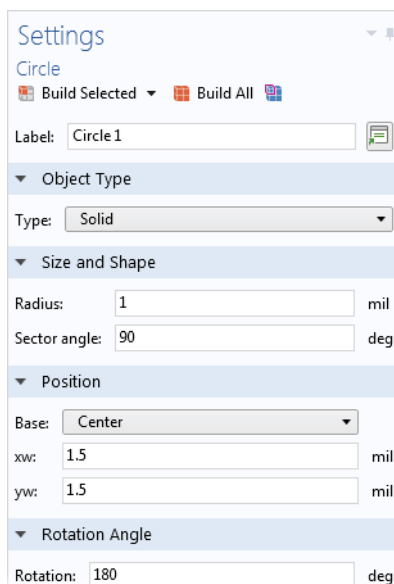 Settings
Circle
Build Selected Build All
Label: Circle 1
Object Type
Type: Solid
Size and Shape
Radius: 1 mil
Sector angle: 90 deg
Position
Base: Center
xw: 1.5 mil
yw: 1.5 mil
Rotation Angle
Rotation: 180 deg